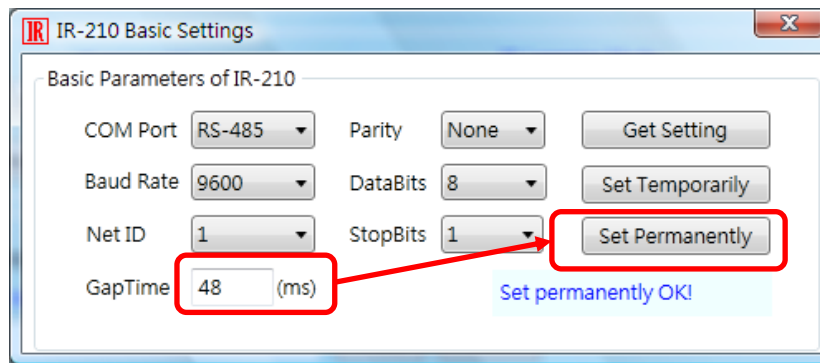 IR IR-210 Basic Settings X
Basic Parameters of IR-210
COM Port RS-485 Parity None Get Setting
Baud Rate 9600 DataBits 8 Set Temporarily
Net ID 1 StopBits 1 Set Permanently
GapTime 48 (ms) Set permanently OK!